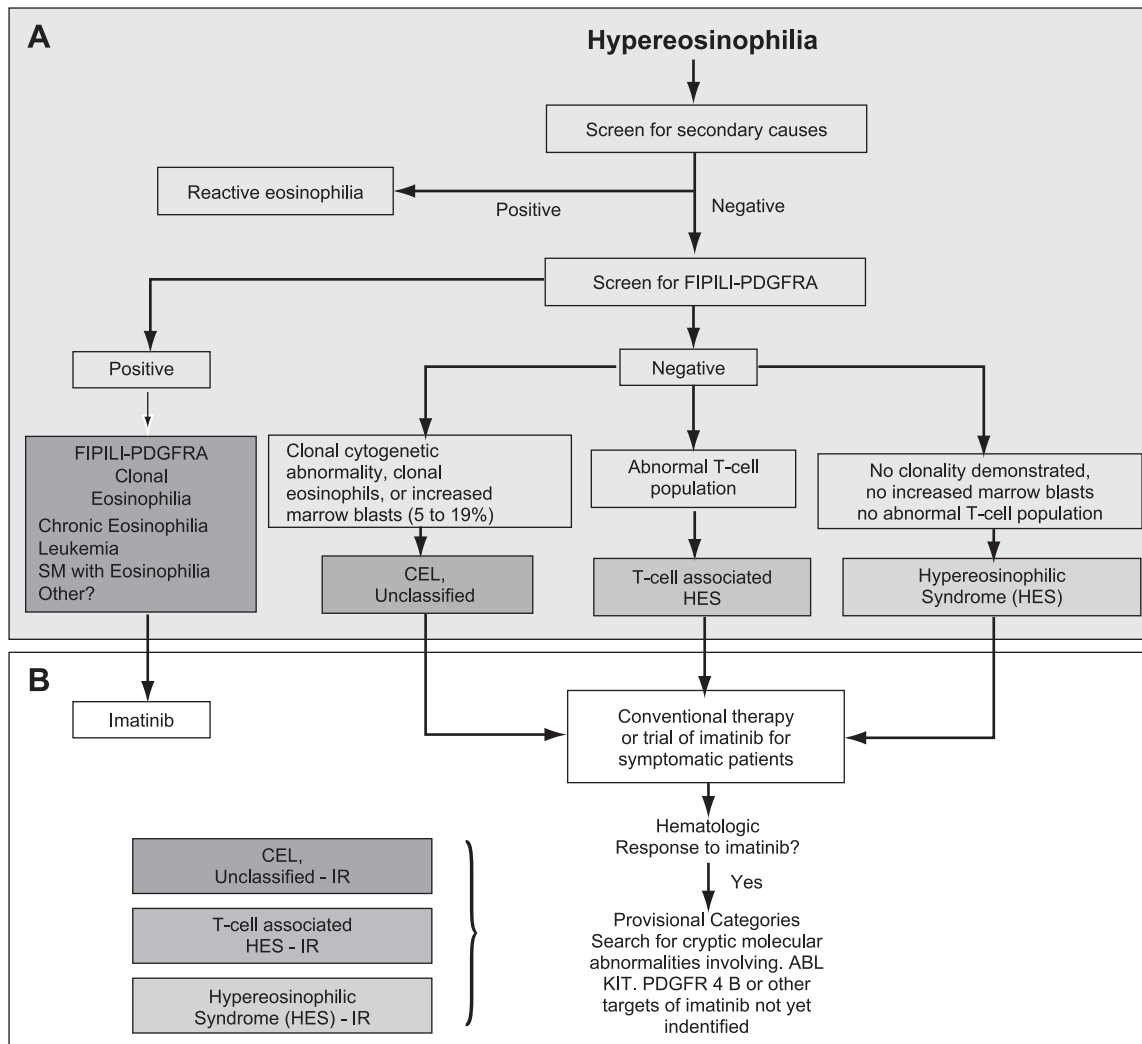 A
Hypereosinophilia
Screen for secondary causes
Reactive eosinophilia
Positive
Negative
Screen for FIPILI-PDGFRA
Positive
Negative
FIPILI-PDGFRA
Clonal
Eosinophilia
Chronic Eosinophilia
Leukemia
SM with Eosinophilia
Other?
Clonal cytogenetic
abnormality, clonal
eosinophils, or increased
marrow blasts (5 to 19%)
Abnormal T-cell
population
No clonality demonstrated,
no increased marrow blasts
no abnormal T-cell population
CEL,
Unclassified
T-cell associated
HES
Hypereosinophilic
Syndrome (HES)
B
Imatinib
Conventional therapy
or trial of imatinib for
symptomatic patients
Hematologic
Response to imatinib?
Yes
Provisional Categories
Search for cryptic molecular
abnormalities involving. ABL
KIT. PDGFR 4 B or other
targets of imatinib not yet
indentified
CEL,
Unclassified - IR
T-cell associated
HES - IR
Hypereosinophilic
Syndrome (HES) - IR